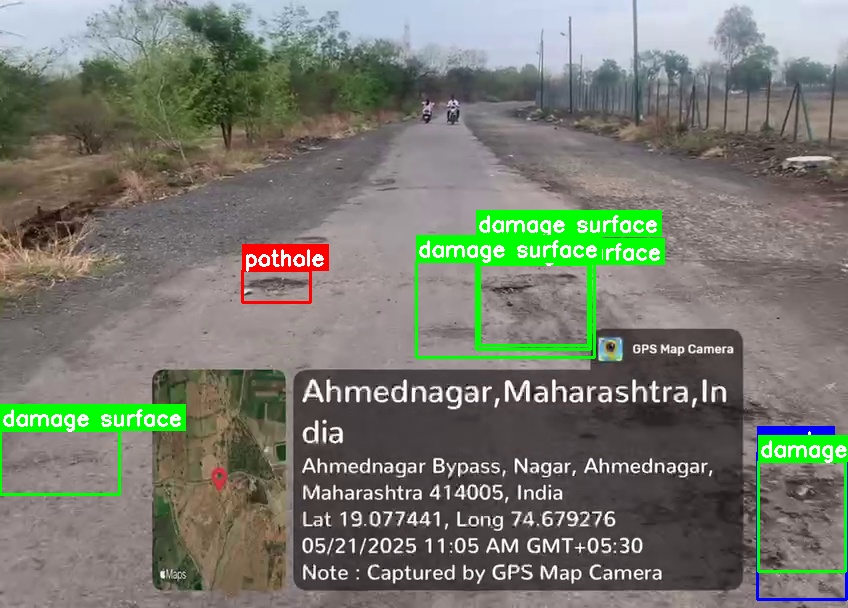 damage surface
damage surface
rface
pothole
GPS Map Camera
Ahmednagar,Maharashtra,In
dia
Ahmednagar Bypass, Nagar, Ahmednagar,
Maharashtra 414005, India
Lat 19.077441, Long 74.679276
05/21/2025 11:05 AM GMT+05:30
Note : Captured by GPS Map Camera
Maps
damage surface
damage